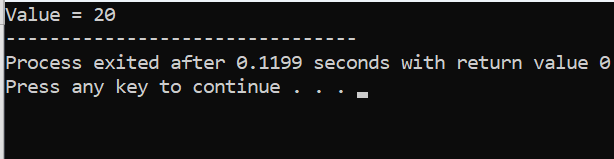 Value = 20
--------------------------------
Process exited after 0.1199 seconds with return value 0
Press any key to continue . . .